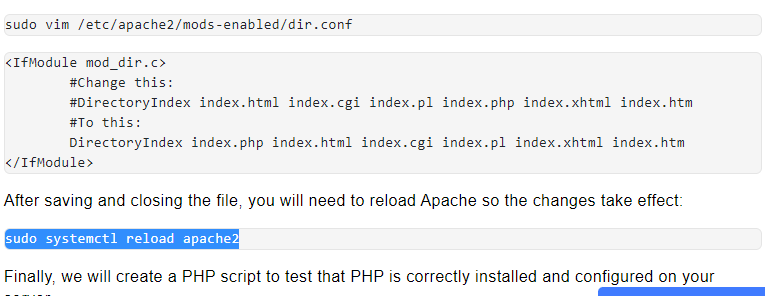 sudo vim /etc/apache2/mods-enabled/dir.conf
<IfModule mod_dir.c>
        #Change this:
        #DirectoryIndex index.html index.cgi index.pl index.php index.xhtml index.htm
        #To this:
        DirectoryIndex index.php index.html index.cgi index.pl index.xhtml index.htm
</IfModule>
After saving and closing the file, you will need to reload Apache so the changes take effect:
sudo systemctl reload apache2
Finally, we will create a PHP script to test that PHP is correctly installed and configured on your